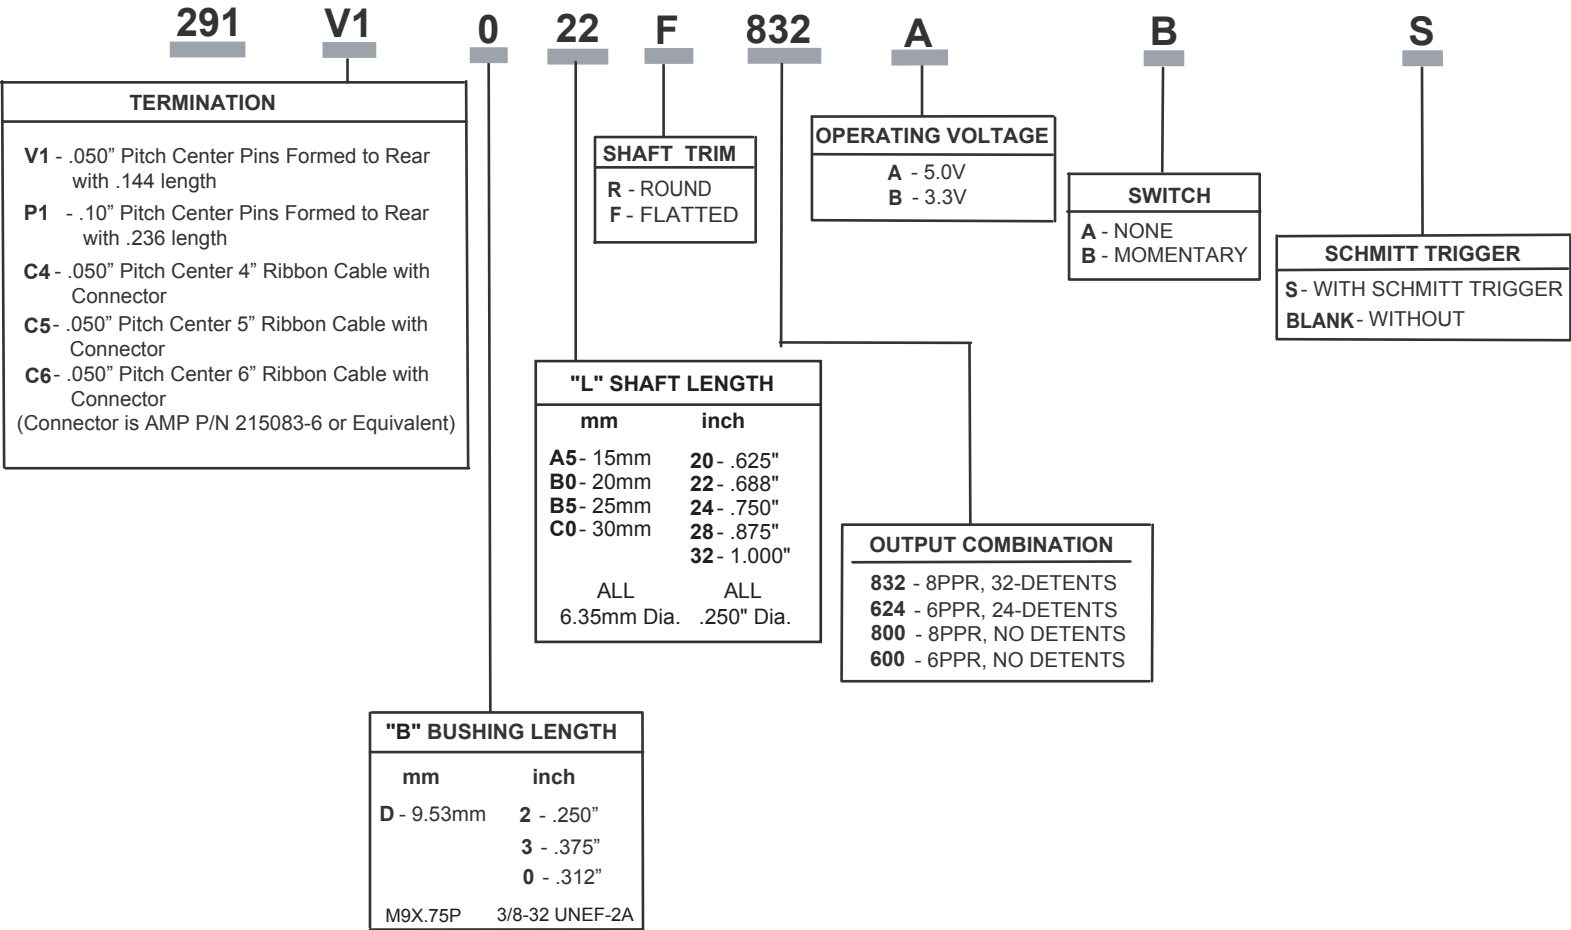 291 V1 0 22 F 832 A B S
TERMINATION
V1 - .050” Pitch Center Pins Formed to Rear
with .144 length
P1 - .10” Pitch Center Pins Formed to Rear
with .236 length
C4 - .050” Pitch Center 4” Ribbon Cable with
Connector
C5 - .050” Pitch Center 5” Ribbon Cable with
Connector
C6 - .050” Pitch Center 6” Ribbon Cable with
Connector
(Connector is AMP P/N 215083-6 or Equivalent)
SHAFT TRIM
R - ROUND
F - FLATTED
OPERATING VOLTAGE
A - 5.0V
B - 3.3V
SWITCH
A - NONE
B - MOMENTARY
SCHMITT TRIGGER
S - WITH SCHMITT TRIGGER
BLANK - WITHOUT
"L" SHAFT LENGTH
mm inch
A5 - 15mm 20 - .625"
B0 - 20mm 22 - .688"
B5 - 25mm 24 - .750"
C0 - 30mm 28 - .875"
32 - 1.000"
ALL ALL
6.35mm Dia. .250" Dia.
OUTPUT COMBINATION
832 - 8PPR, 32-DETENTS
624 - 6PPR, 24-DETENTS
800 - 8PPR, NO DETENTS
600 - 6PPR, NO DETENTS
"B" BUSHING LENGTH
mm inch
D - 9.53mm 2 - .250”
3 - .375”
0 - .312”
M9X.75P 3/8-32 UNEF-2A